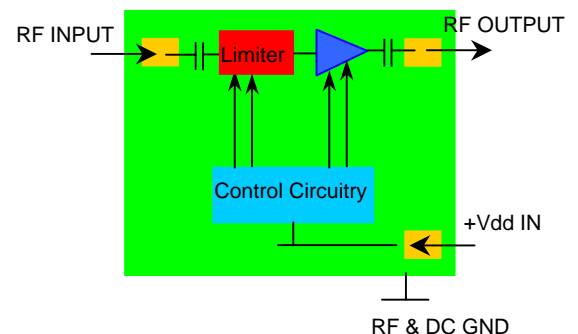 RF INPUT
RF OUTPUT
Limiter
Control Circuitry
+Vdd IN
RF & DC GND